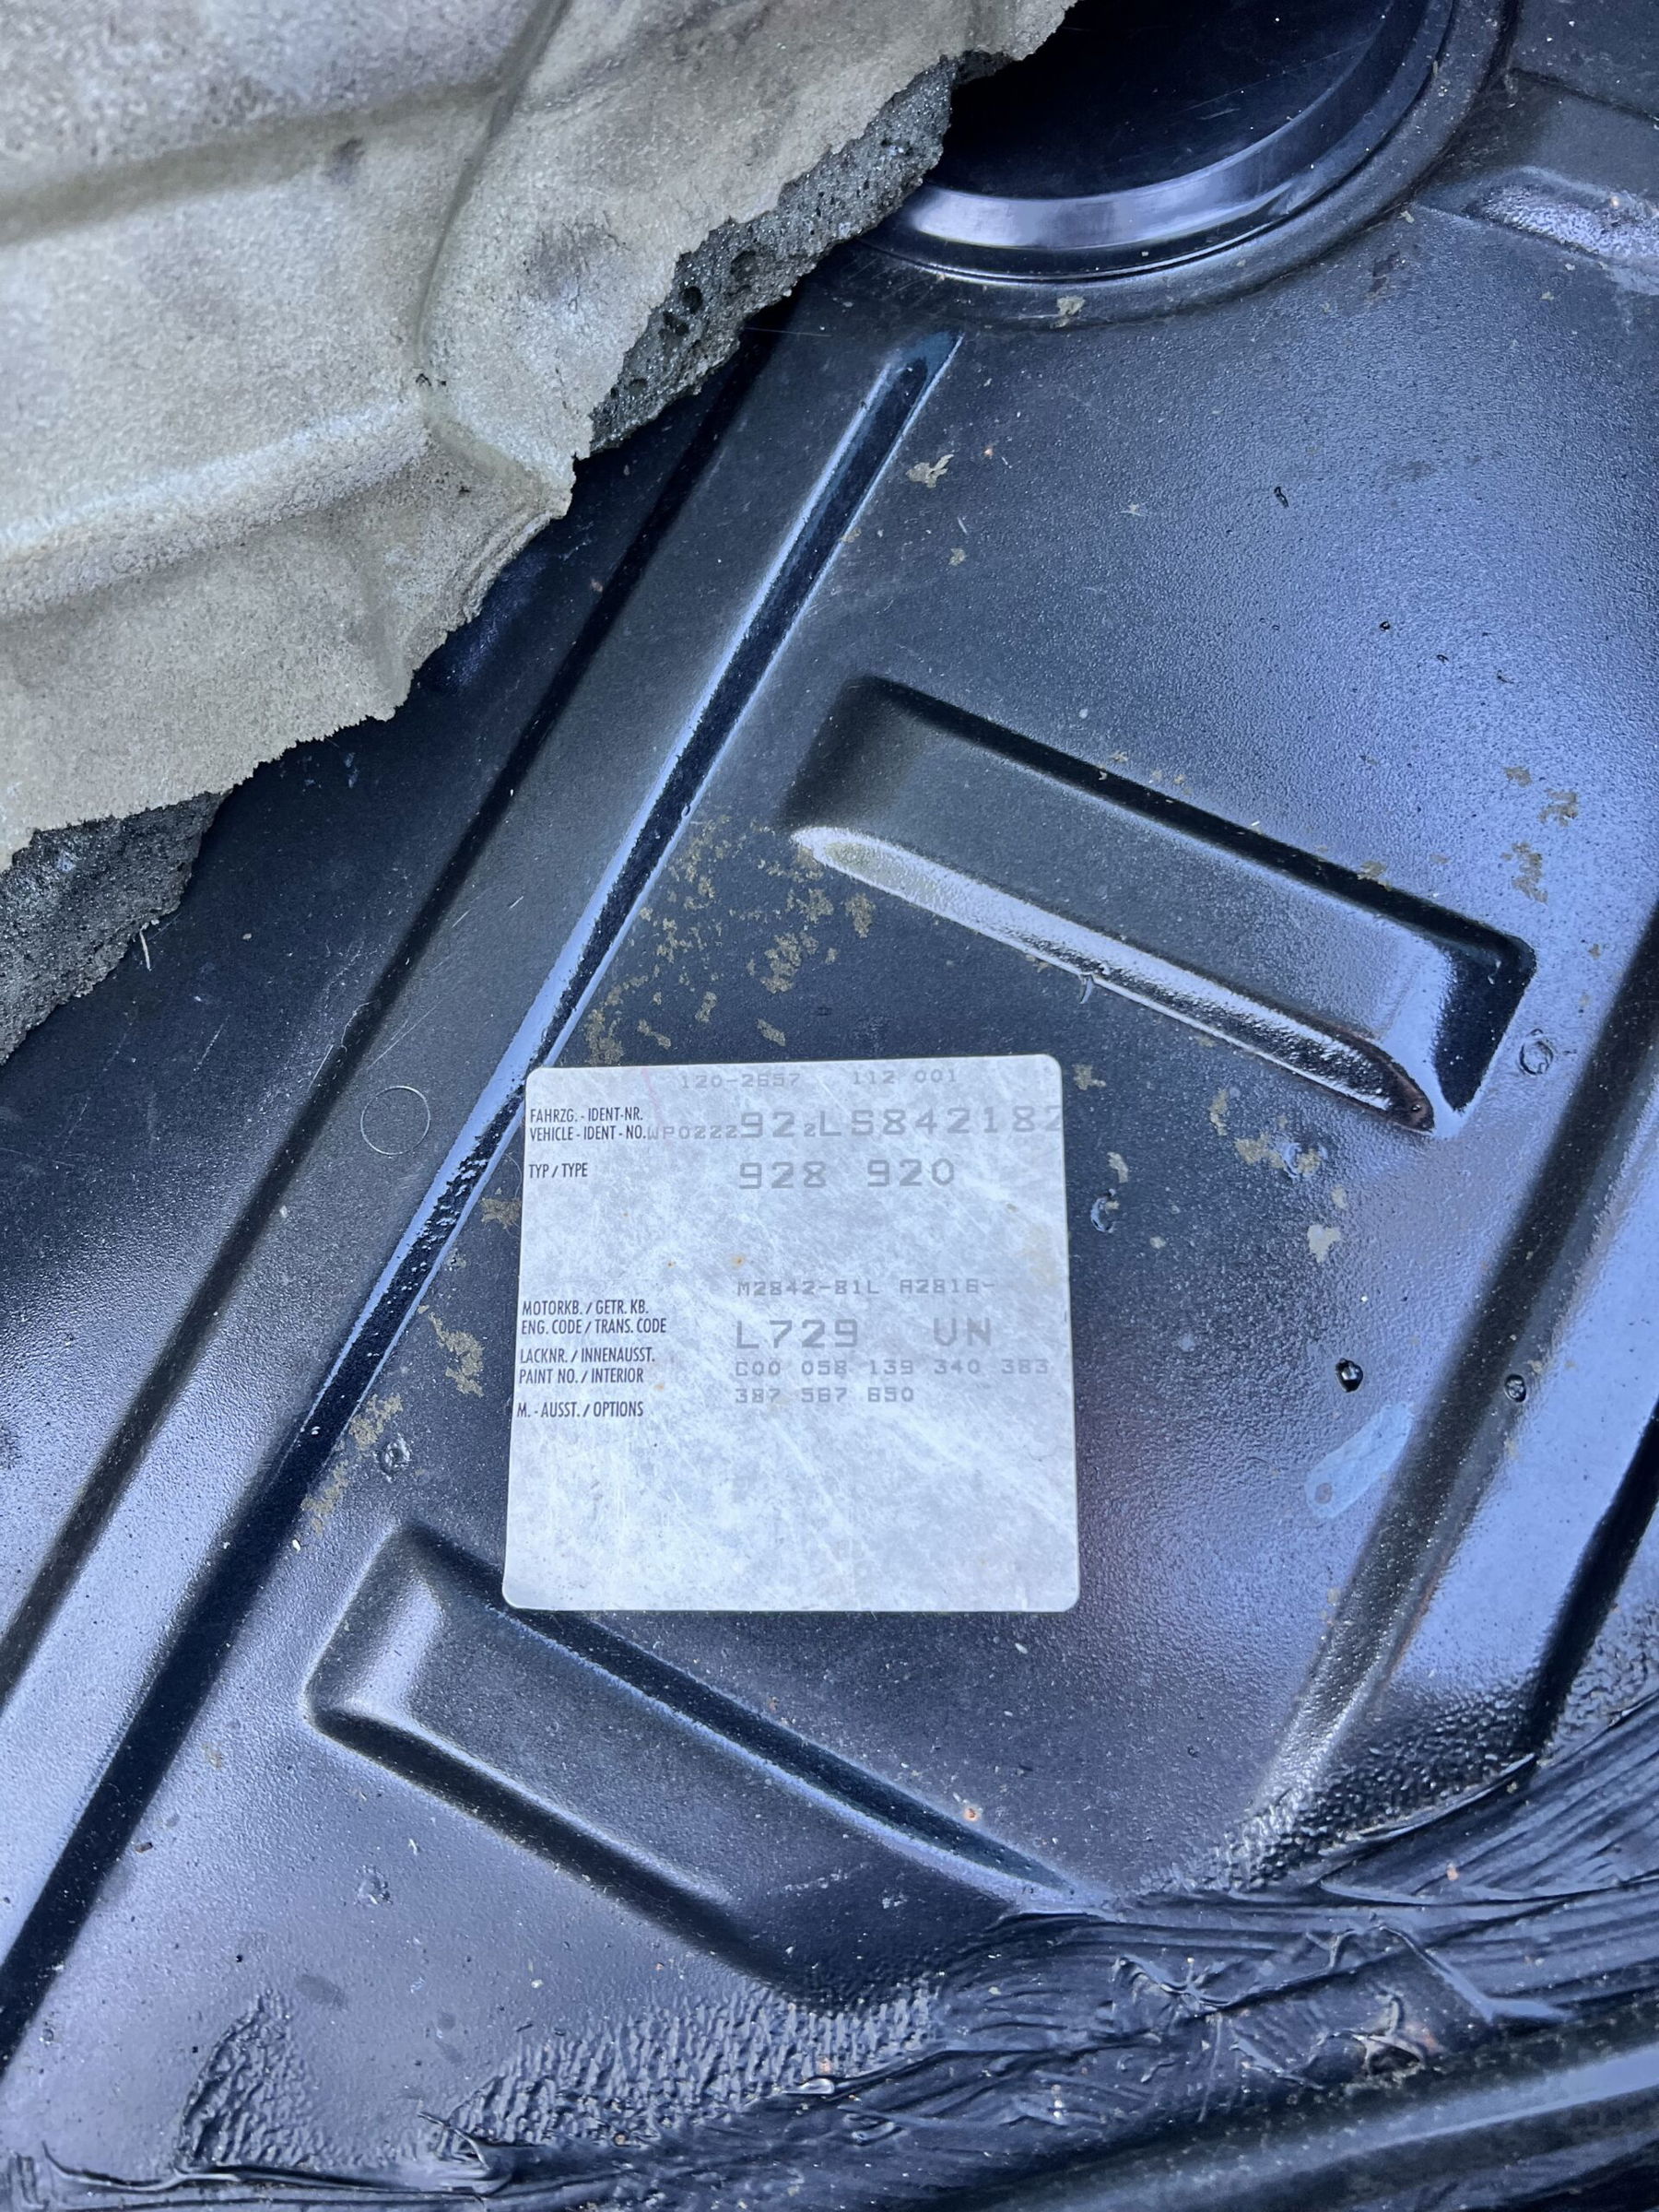 120-2657 112 001
FAHRZG. - IDENT-NR.
VEHICLE - IDENT - NO. WP0ZZZ92ZLS842182
TYP / TYPE 928 920
M2842-81L A2816-
MOTORKB. / GETR. KB.
ENG. CODE / TRANS. CODE L729 VN
LACKNR. / INNENAUSST.
PAINT NO. / INTERIOR C00 058 139 340 383
387 567 650
M. - AUSST. / OPTIONS